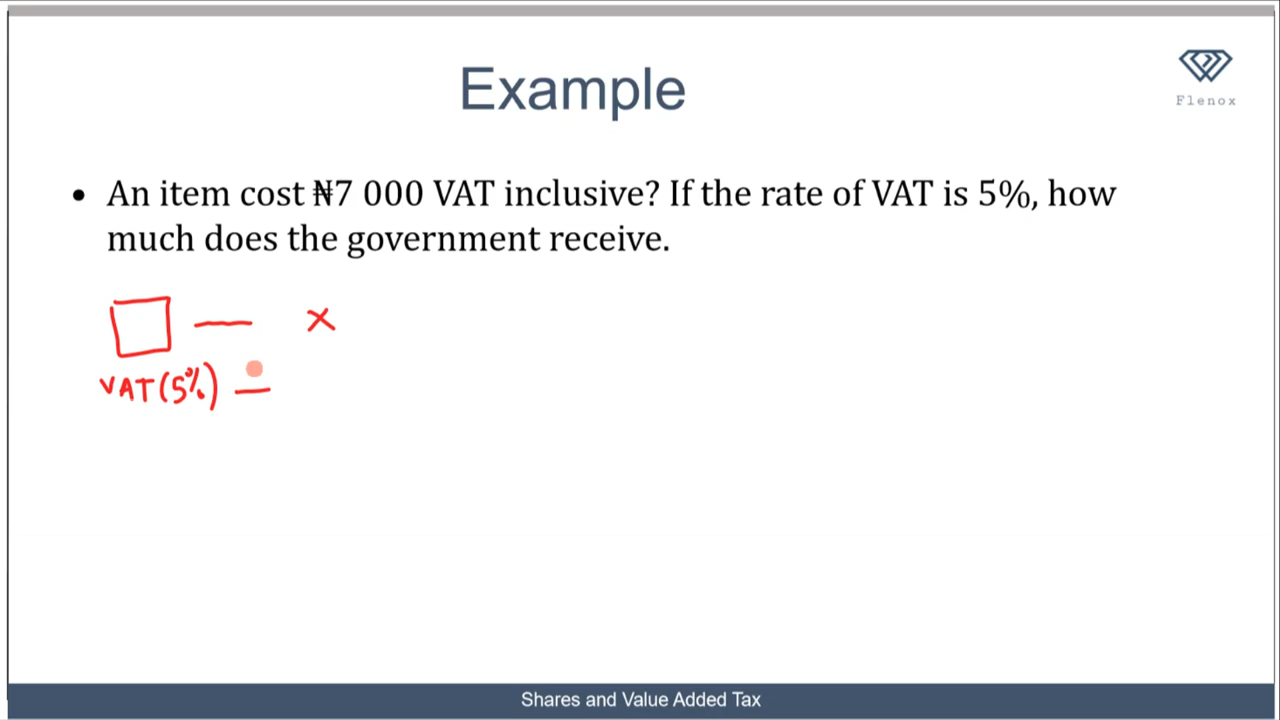 Example
Flenox
• An item cost ₦7 000 VAT inclusive? If the rate of VAT is 5%, how
much does the government receive.
□ — x
VAT (5%) —
Shares and Value Added Tax